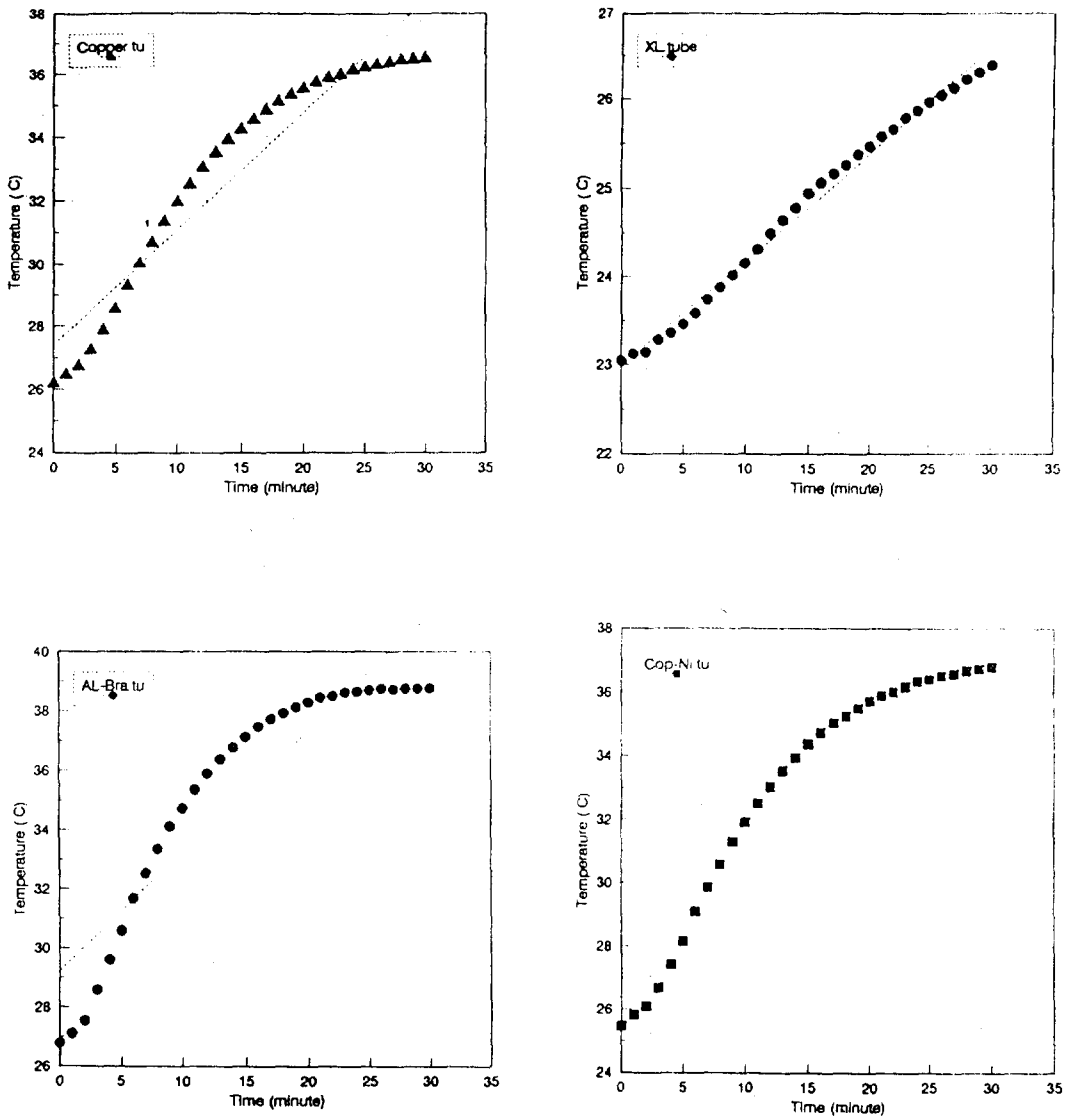 38
36
34
32
30
28
26
24
Temperature ( C)
Copper tu
0 5 10 15 20 25 30 35
Time (minute)
27
26
25
24
23
22
Temperature ( C)
XL tube
0 5 10 15 20 25 30 35
Time (minute)
40
38
36
34
32
30
28
26
Temperature ( C)
AL-Bra tu
0 5 10 15 20 25 30 35
Time (minute)
38
36
34
32
30
28
26
24
Temperature ( C)
Cop-Ni tu
0 5 10 15 20 25 30 35
Time (minute)